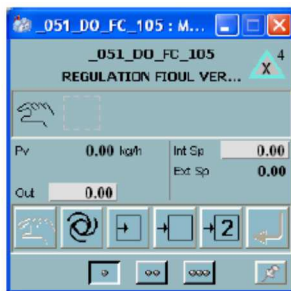 _051_DO_FC_105 : M...
_051_DO_FC_105
REGULATION FIOUL VER...
X 4
Pv 0.00 kg/h Int Sp 0.00
Ext Sp 0.00
Out 0.00
2